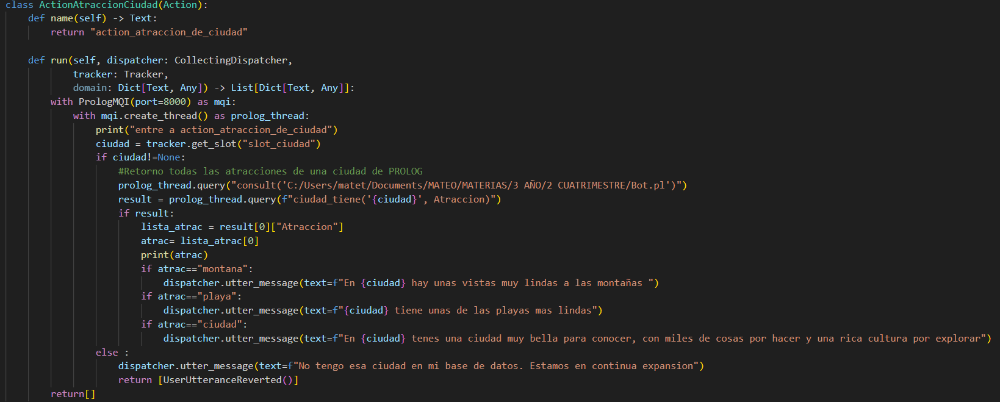 class ActionAtraccionCiudad(Action):
    def name(self) -> Text:
        return "action_atraccion_de_ciudad"

    def run(self, dispatcher: CollectingDispatcher,
            tracker: Tracker,
            domain: Dict[Text, Any]) -> List[Dict[Text, Any]]:
        with PrologMQI(port=8000) as mqi:
            with mqi.create_thread() as prolog_thread:
                print("entre a action_atraccion_de_ciudad")
                ciudad = tracker.get_slot("slot_ciudad")
                if ciudad!=None:
                    #Retorno todas las atracciones de una ciudad de PROLOG
                    prolog_thread.query("consult('C:/Users/matet/Documents/MATEO/MATERIAS/3 AÑO/2 CUATRIMESTRE/Bot.pl')")
                    result = prolog_thread.query(f"ciudad_tiene('{ciudad}', Atraccion)")
                    if result:
                        lista_atrac = result[0]["Atraccion"]
                        atrac= lista_atrac[0]
                        print(atrac)
                        if atrac=="montana":
                            dispatcher.utter_message(text=f"En {ciudad} hay unas vistas muy lindas a las montañas ")
                        if atrac=="playa":
                            dispatcher.utter_message(text=f"{ciudad} tiene unas de las playas mas lindas")
                        if atrac=="ciudad":
                            dispatcher.utter_message(text=f"En {ciudad} tenes una ciudad muy bella para conocer, con miles de cosas por hacer y una rica cultura por explorar")
                else :
                    dispatcher.utter_message(text=f"No tengo esa ciudad en mi base de datos. Estamos en continua expansion")
                    return [UserUtteranceReverted()]
        return[]